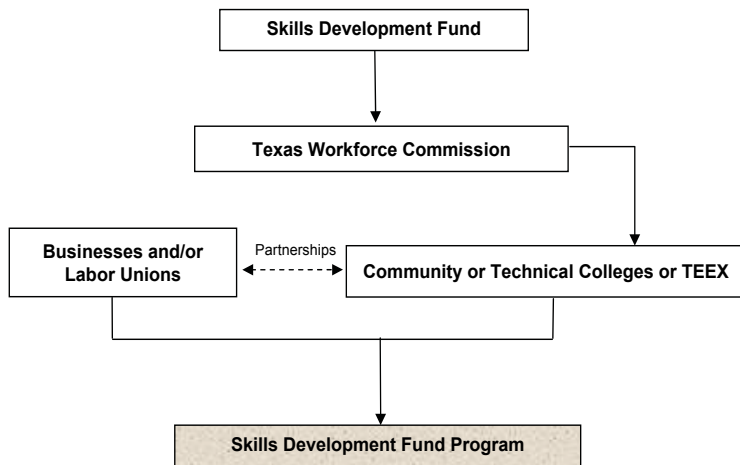 Skills Development Fund
Texas Workforce Commission
Businesses and/or
Labor Unions
Partnerships
Community or Technical Colleges or TEEX
Skills Development Fund Program